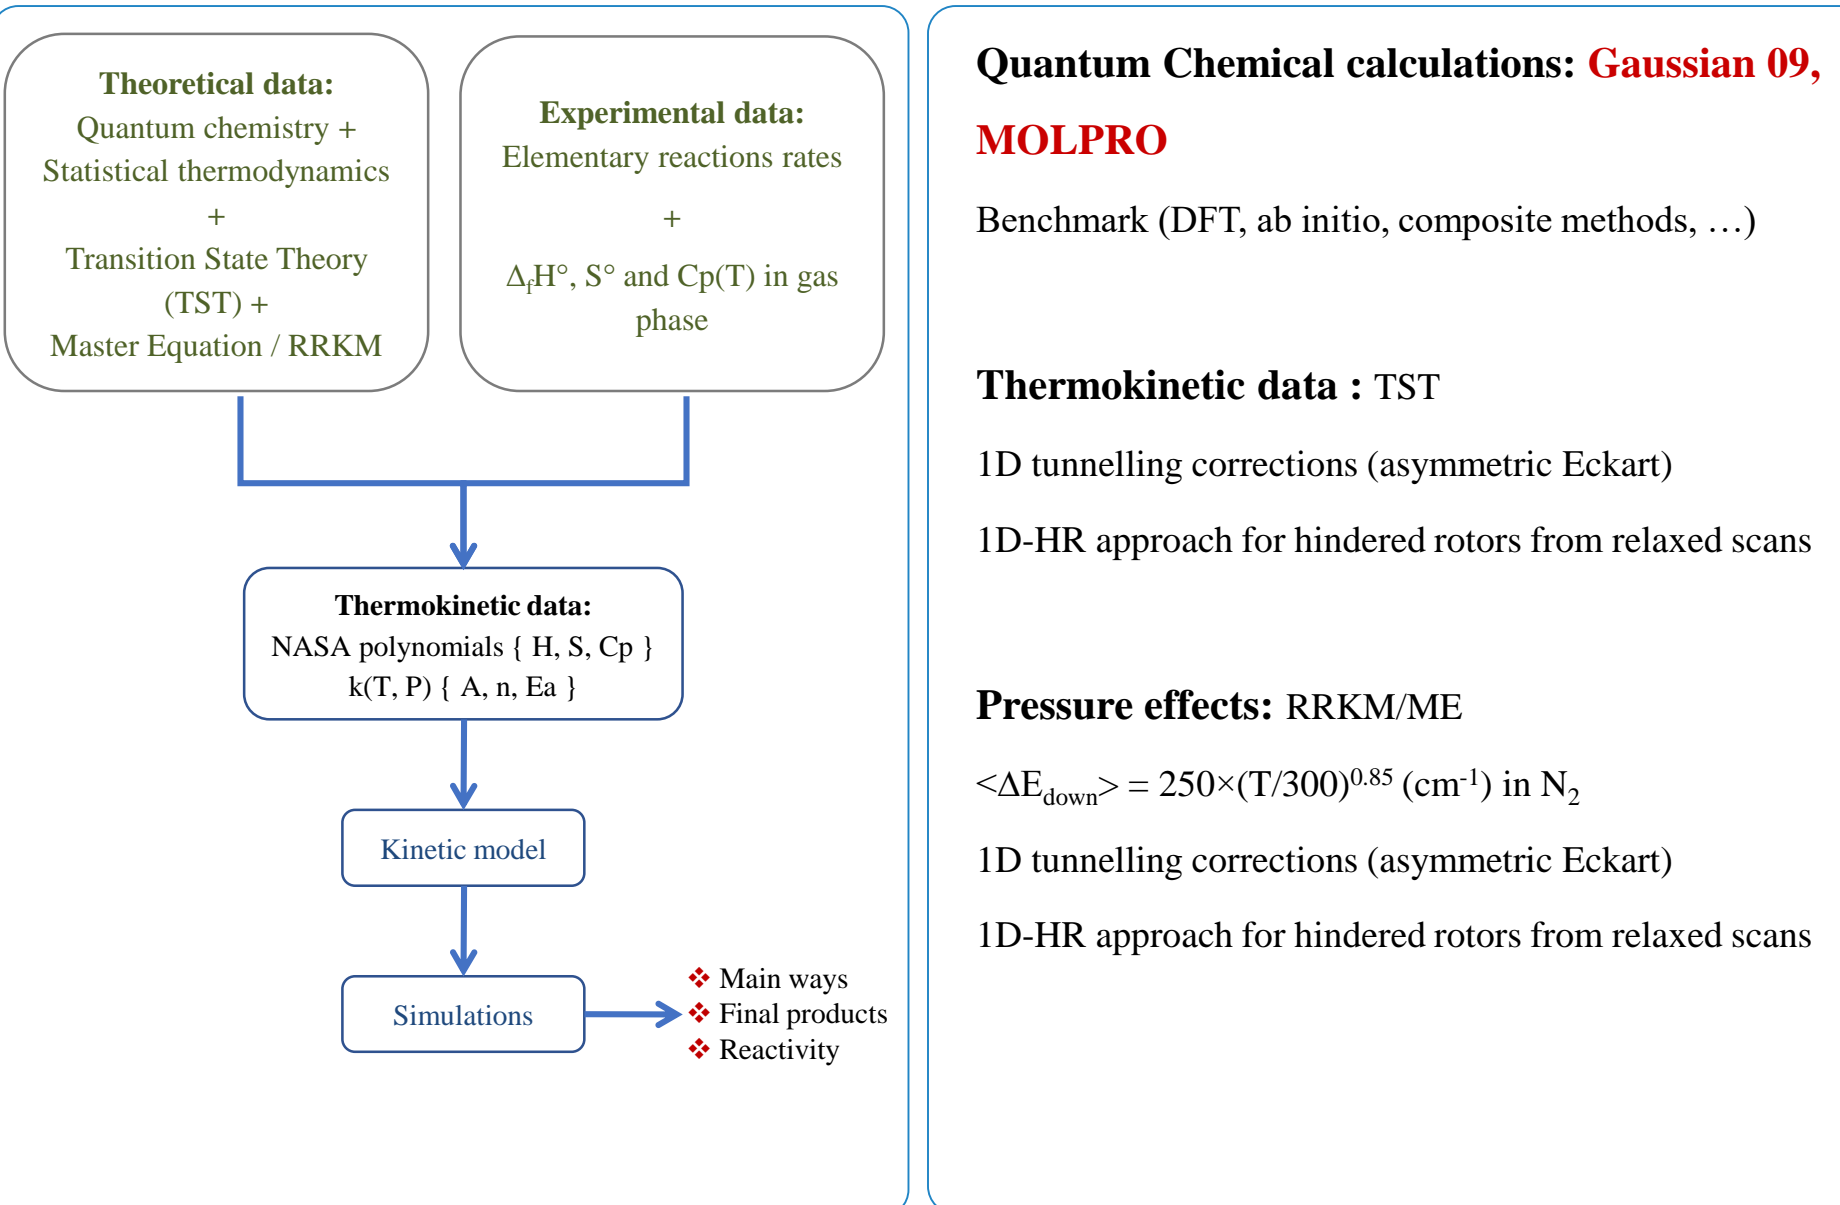 Theoretical data:
Quantum chemistry +
Statistical thermodynamics
+
Transition State Theory
(TST) +
Master Equation / RRKM
Experimental data:
Elementary reactions rates
+
ΔfH°, S° and Cp(T) in gas
phase
Thermokinetic data:
NASA polynomials { H, S, Cp }
k(T, P) { A, n, Ea }
Kinetic model
Simulations
❖ Main ways
❖ Final products
❖ Reactivity
Quantum Chemical calculations: Gaussian 09,
MOLPRO
Benchmark (DFT, ab initio, composite methods, …)
Thermokinetic data : TST
1D tunnelling corrections (asymmetric Eckart)
1D-HR approach for hindered rotors from relaxed scans
Pressure effects: RRKM/ME
<ΔEdown> = 250×(T/300)^0.85 (cm⁻¹) in N₂
1D tunnelling corrections (asymmetric Eckart)
1D-HR approach for hindered rotors from relaxed scans